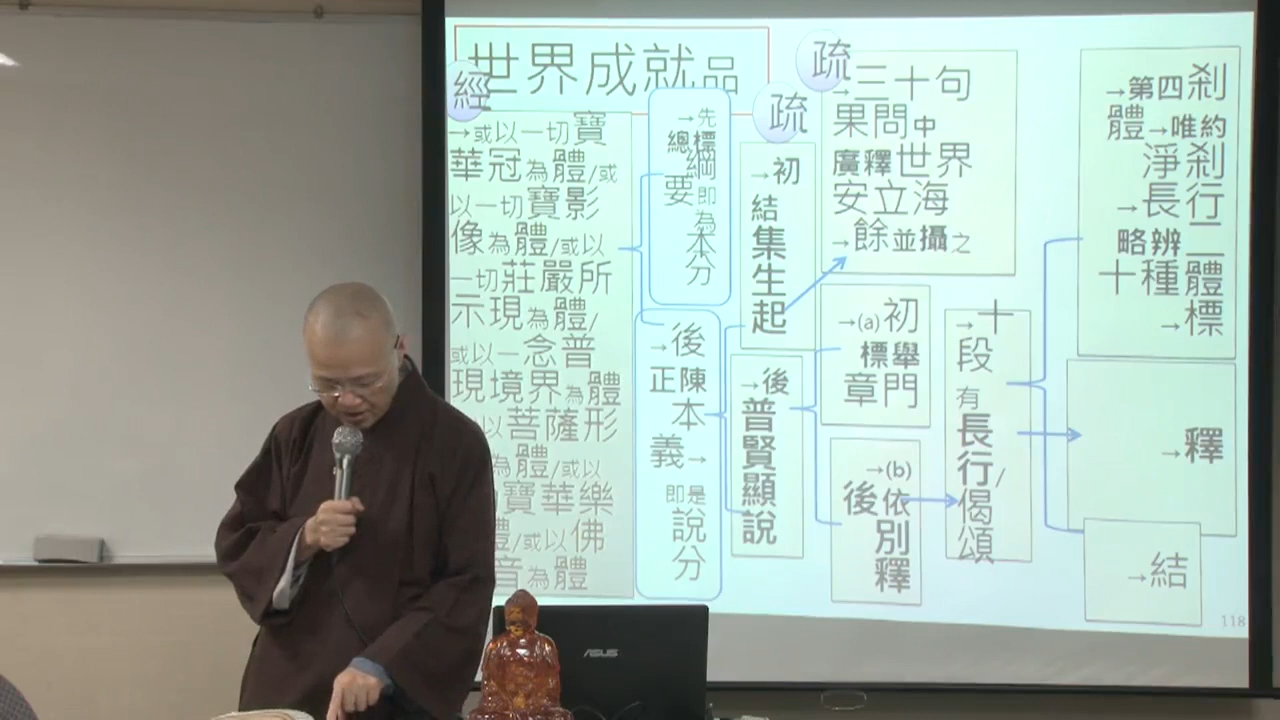 世界成就品
經
→或以一切寶
華冠為體/或
以一切寶影
像為體/或以
一切莊嚴所
示現為體/
或以一念普
現境界為體
以菩薩形
為體/或以
寶華樂
體/或以佛
音為體
→先
總標
綱
要即
為
本分
→後
正陳
本
義→
即是
說
分
疏
→初
結
集
生
起
→後
普
賢
顯
說
疏
→三十句
果問中
廣釋世界
安立海
→餘並攝之
→(a)初
標舉
章門
→(b)
後依
別
釋
→十
段
有
長
行/
偈
頌
→第四剎
體→唯約
淨剎
→長行
略辨二
十種體
→標
→釋
→結
118
ASUS